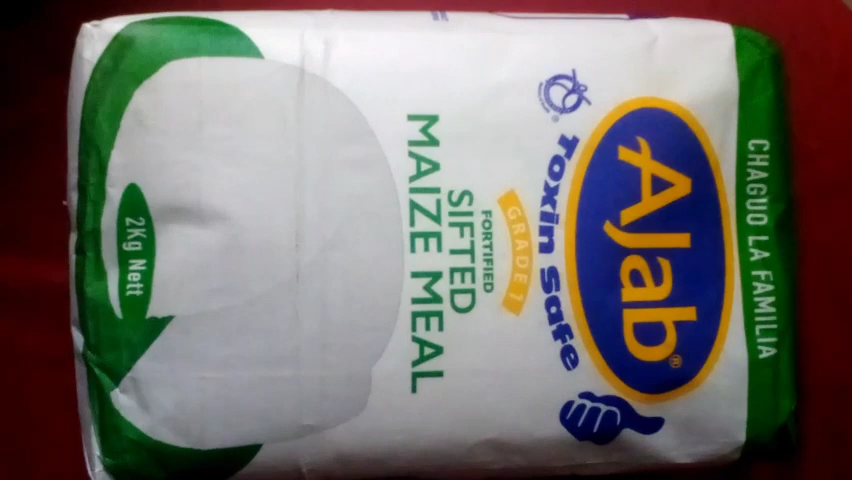 CHAGUO LA FAMILIA
AJab®
Toxin Safe
GRADE 1
FORTIFIED
SIFTED
MAIZE MEAL
2Kg Nett